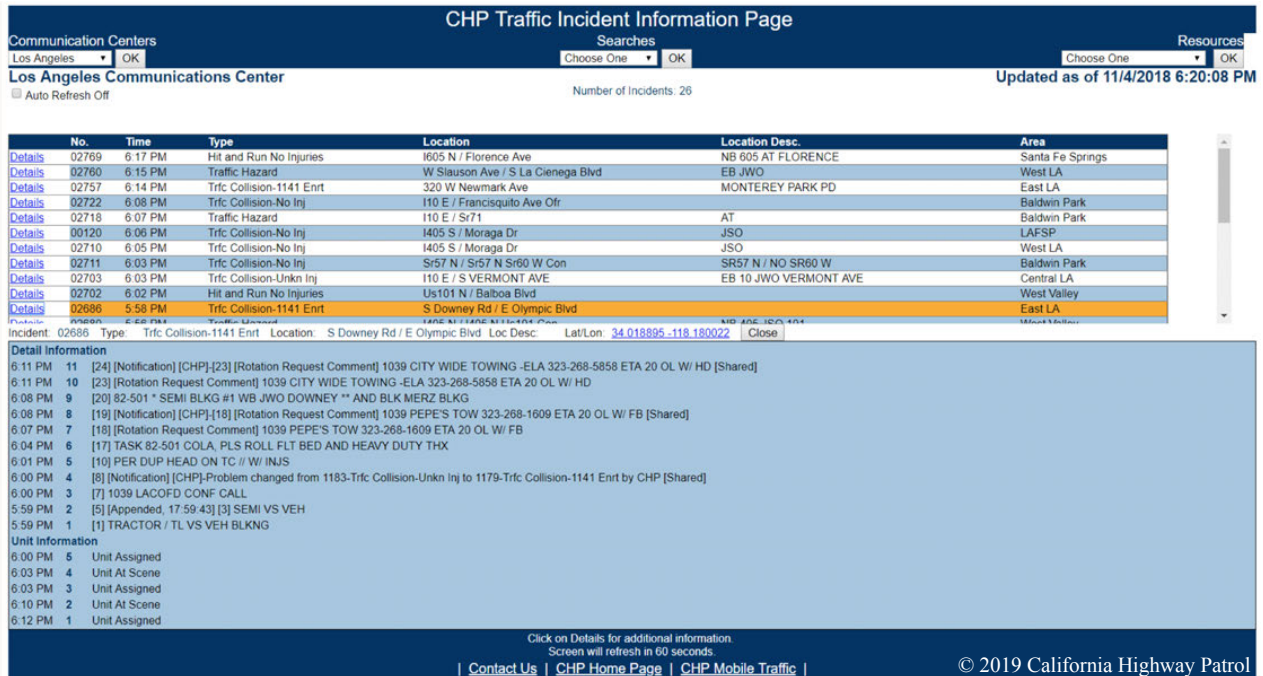 CHP Traffic Incident Information Page
Communication Centers Searches Resources
Los Angeles OK Choose One OK Choose One OK
Los Angeles Communications Center Updated as of 11/4/2018 6:20:08 PM
Auto Refresh Off Number of Incidents: 26
No. Time Type Location Location Desc. Area
Details 02769 6:17 PM Hit and Run No Injuries I605 N / Florence Ave NB 605 AT FLORENCE Santa Fe Springs
Details 02760 6:15 PM Traffic Hazard W Slauson Ave / S La Cienega Blvd EB JWO West LA
Details 02757 6:14 PM Trfc Collision-1141 Enrt 320 W Newmark Ave MONTEREY PARK PD East LA
Details 02722 6:08 PM Trfc Collision-No Inj I10 E / Francisquito Ave Ofr Baldwin Park
Details 02718 6:07 PM Traffic Hazard I10 E / Sr71 AT Baldwin Park
Details 00120 6:06 PM Trfc Collision-No Inj I405 S / Moraga Dr JSO LAFSP
Details 02710 6:05 PM Trfc Collision-No Inj I405 S / Moraga Dr JSO West LA
Details 02711 6:03 PM Trfc Collision-No Inj Sr57 N / Sr57 N Sr60 W Con SR57 N / NO SR60 W Baldwin Park
Details 02703 6:03 PM Trfc Collision-Unkn Inj I10 E / S VERMONT AVE EB 10 JWO VERMONT AVE Central LA
Details 02702 6:02 PM Hit and Run No Injuries Us101 N / Balboa Blvd West Valley
Details 02686 5:58 PM Trfc Collision-1141 Enrt S Downey Rd / E Olympic Blvd East LA
Incident: 02686 Type: Trfc Collision-1141 Enrt Location: S Downey Rd / E Olympic Blvd Loc Desc: Lat/Lon: 34.018895 -118.180022 Close
Detail Information
6:11 PM 11 [24] [Notification] [CHP]-[23] [Rotation Request Comment] 1039 CITY WIDE TOWING -ELA 323-268-5858 ETA 20 OL W/ HD [Shared]
6:11 PM 10 [23] [Rotation Request Comment] 1039 CITY WIDE TOWING -ELA 323-268-5858 ETA 20 OL W/ HD
6:08 PM 9 [20] 82-501 * SEMI BLKG #1 WB JWO DOWNEY ** AND BLK MERZ BLKG
6:08 PM 8 [19] [Notification] [CHP]-[18] [Rotation Request Comment] 1039 PEPE'S TOW 323-268-1609 ETA 20 OL W/ FB [Shared]
6:07 PM 7 [18] [Rotation Request Comment] 1039 PEPE'S TOW 323-268-1609 ETA 20 OL W/ FB
6:04 PM 6 [17] TASK 82-501 COLA, PLS ROLL FLT BED AND HEAVY DUTY THX
6:01 PM 5 [10] PER DUP HEAD ON TC // W/ INJS
6:00 PM 4 [8] [Notification] [CHP]-Problem changed from 1183-Trfc Collision-Unkn Inj to 1179-Trfc Collision-1141 Enrt by CHP [Shared]
6:00 PM 3 [7] 1039 LACOFD CONF CALL
5:59 PM 2 [5] [Appended, 17:59:43] [3] SEMI VS VEH
5:59 PM 1 [1] TRACTOR / TL VS VEH BLKNG
Unit Information
6:00 PM 5 Unit Assigned
6:03 PM 4 Unit At Scene
6:03 PM 3 Unit Assigned
6:10 PM 2 Unit At Scene
6:12 PM 1 Unit Assigned
Click on Details for additional information.
Screen will refresh in 60 seconds.
| Contact Us | CHP Home Page | CHP Mobile Traffic |
© 2019 California Highway Patrol